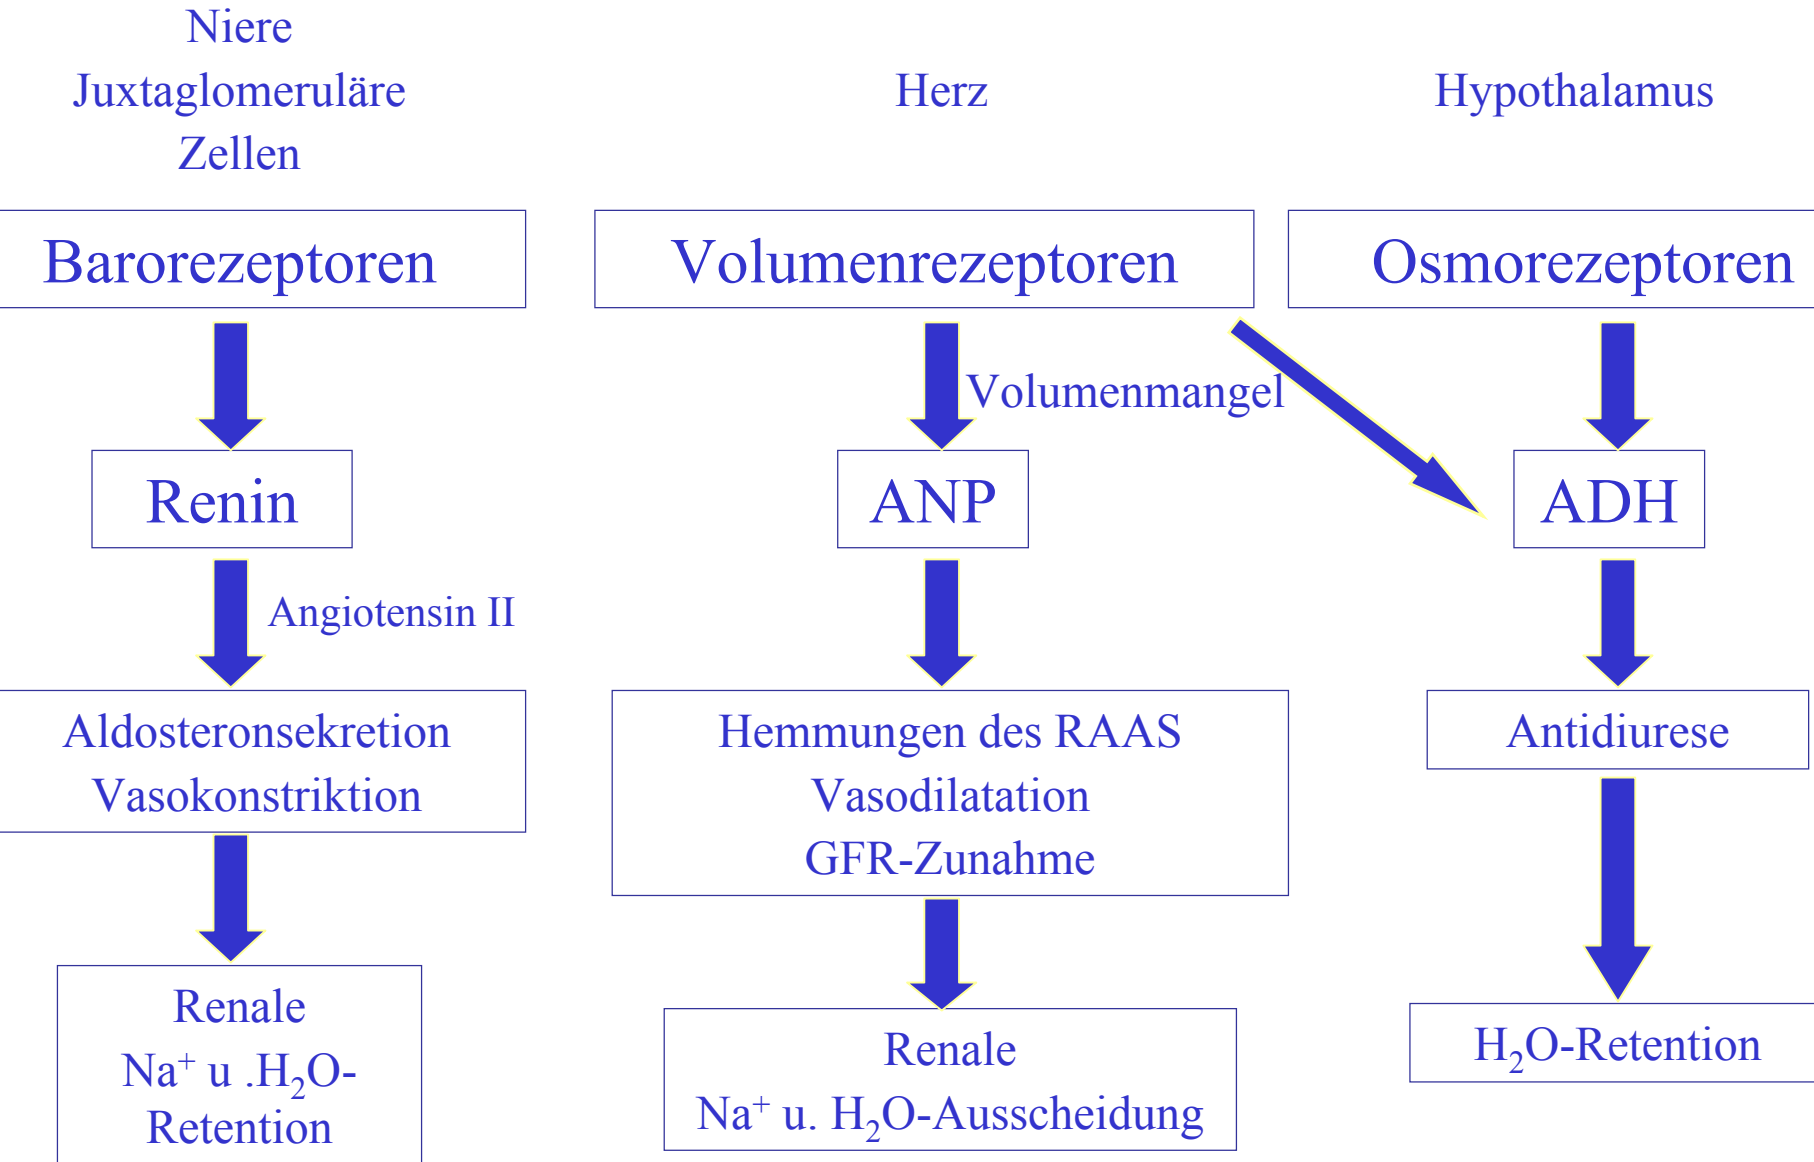 Niere
Juxtaglomeruläre
Zellen
Herz
Hypothalamus
Barorezeptoren
Volumenrezeptoren
Osmorezeptoren
Volumenmangel
Renin
ANP
ADH
Angiotensin II
Aldosteronsekretion
Vasokonstriktion
Hemmungen des RAAS
Vasodilatation
GFR-Zunahme
Antidiurese
Renale
Na⁺ u .H₂O-
Retention
Renale
Na⁺ u. H₂O-Ausscheidung
H₂O-Retention